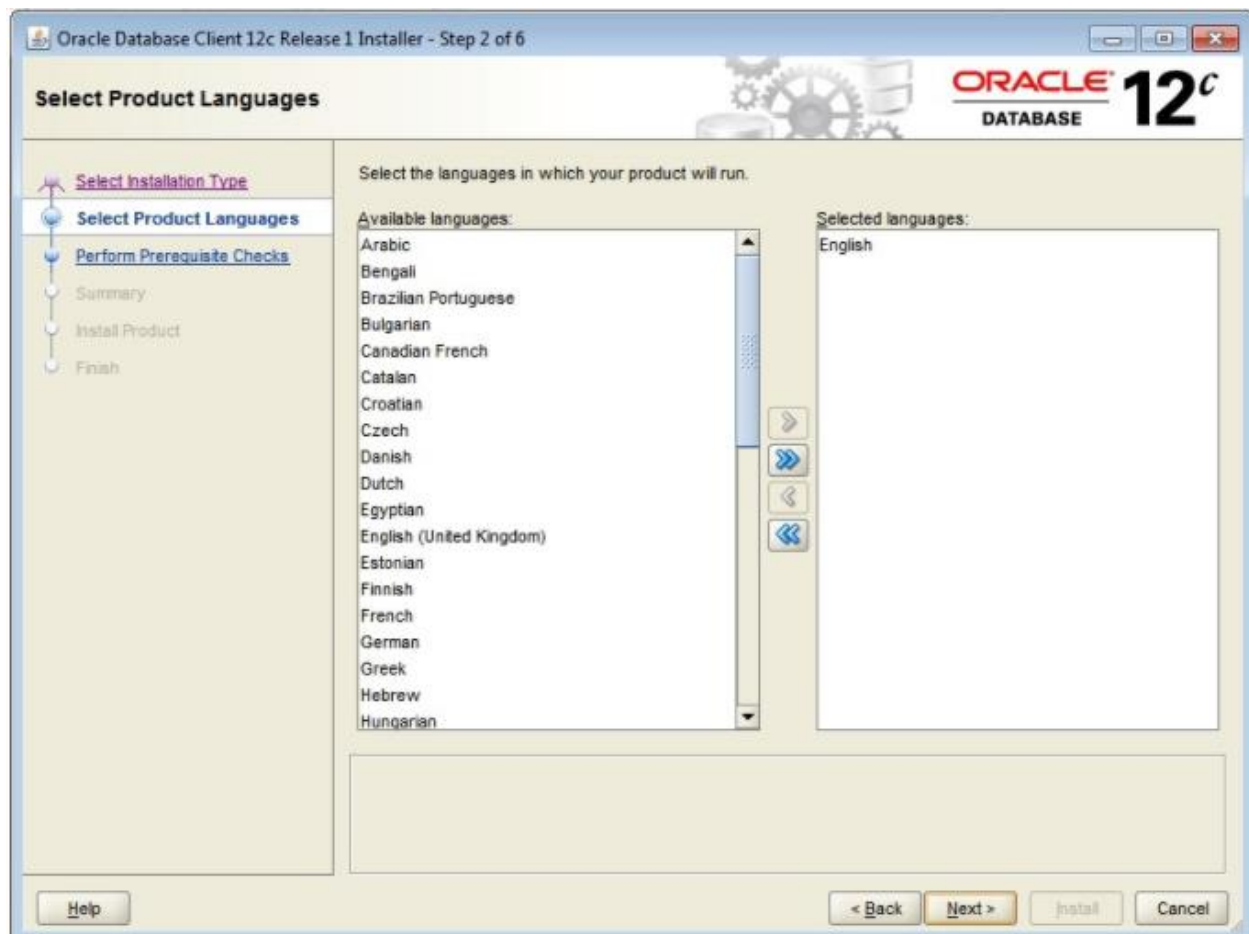 Oracle Database Client 12c Release 1 Installer - Step 2 of 6
Select Product Languages
ORACLE
DATABASE
12c
Select Installation Type
Select Product Languages
Perform Prerequisite Checks
Summary
Install Product
Finish
Select the languages in which your product will run.
Available languages:
Arabic
Bengali
Brazilian Portuguese
Bulgarian
Canadian French
Catalan
Croatian
Czech
Danish
Dutch
Egyptian
English (United Kingdom)
Estonian
Finnish
French
German
Greek
Hebrew
Hungarian
Selected languages:
English
Help
< Back
Next >
Install
Cancel